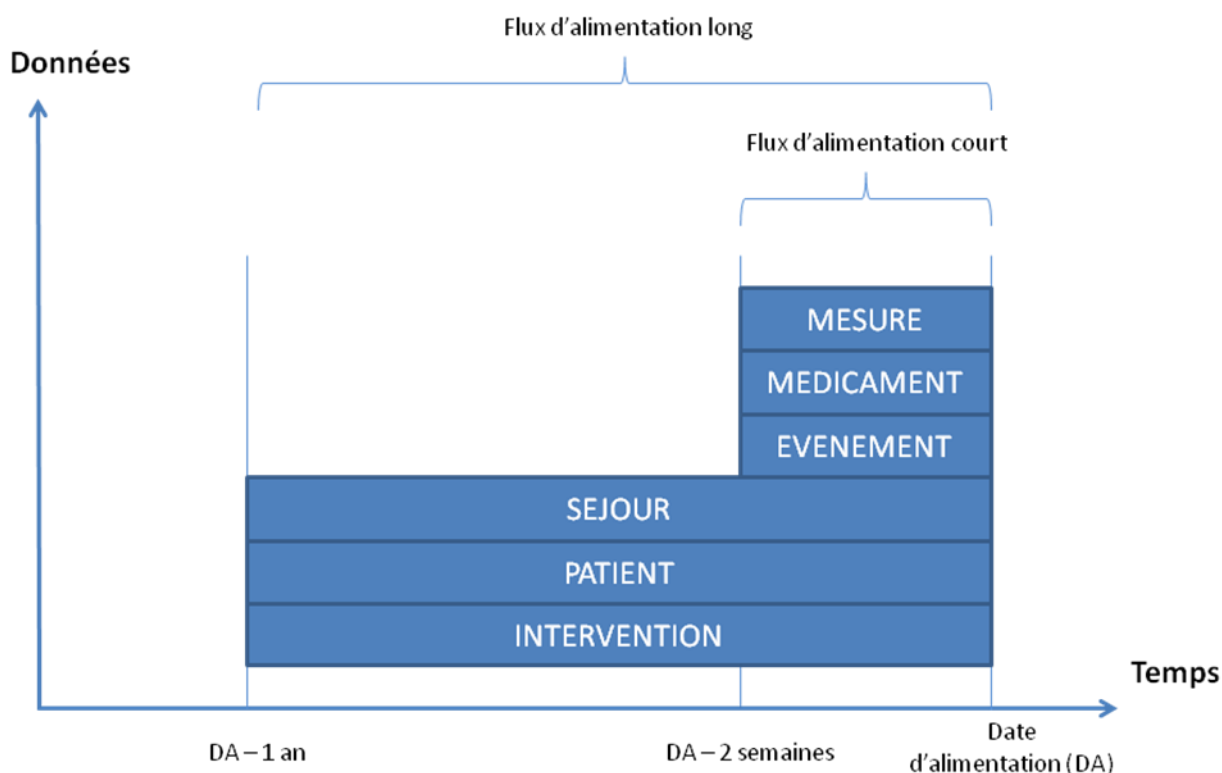 Flux d'alimentation long
Données
Flux d'alimentation court
MESURE
MEDICAMENT
EVENEMENT
SEJOUR
PATIENT
INTERVENTION
Temps
DA – 1 an
DA – 2 semaines
Date
d'alimentation (DA)